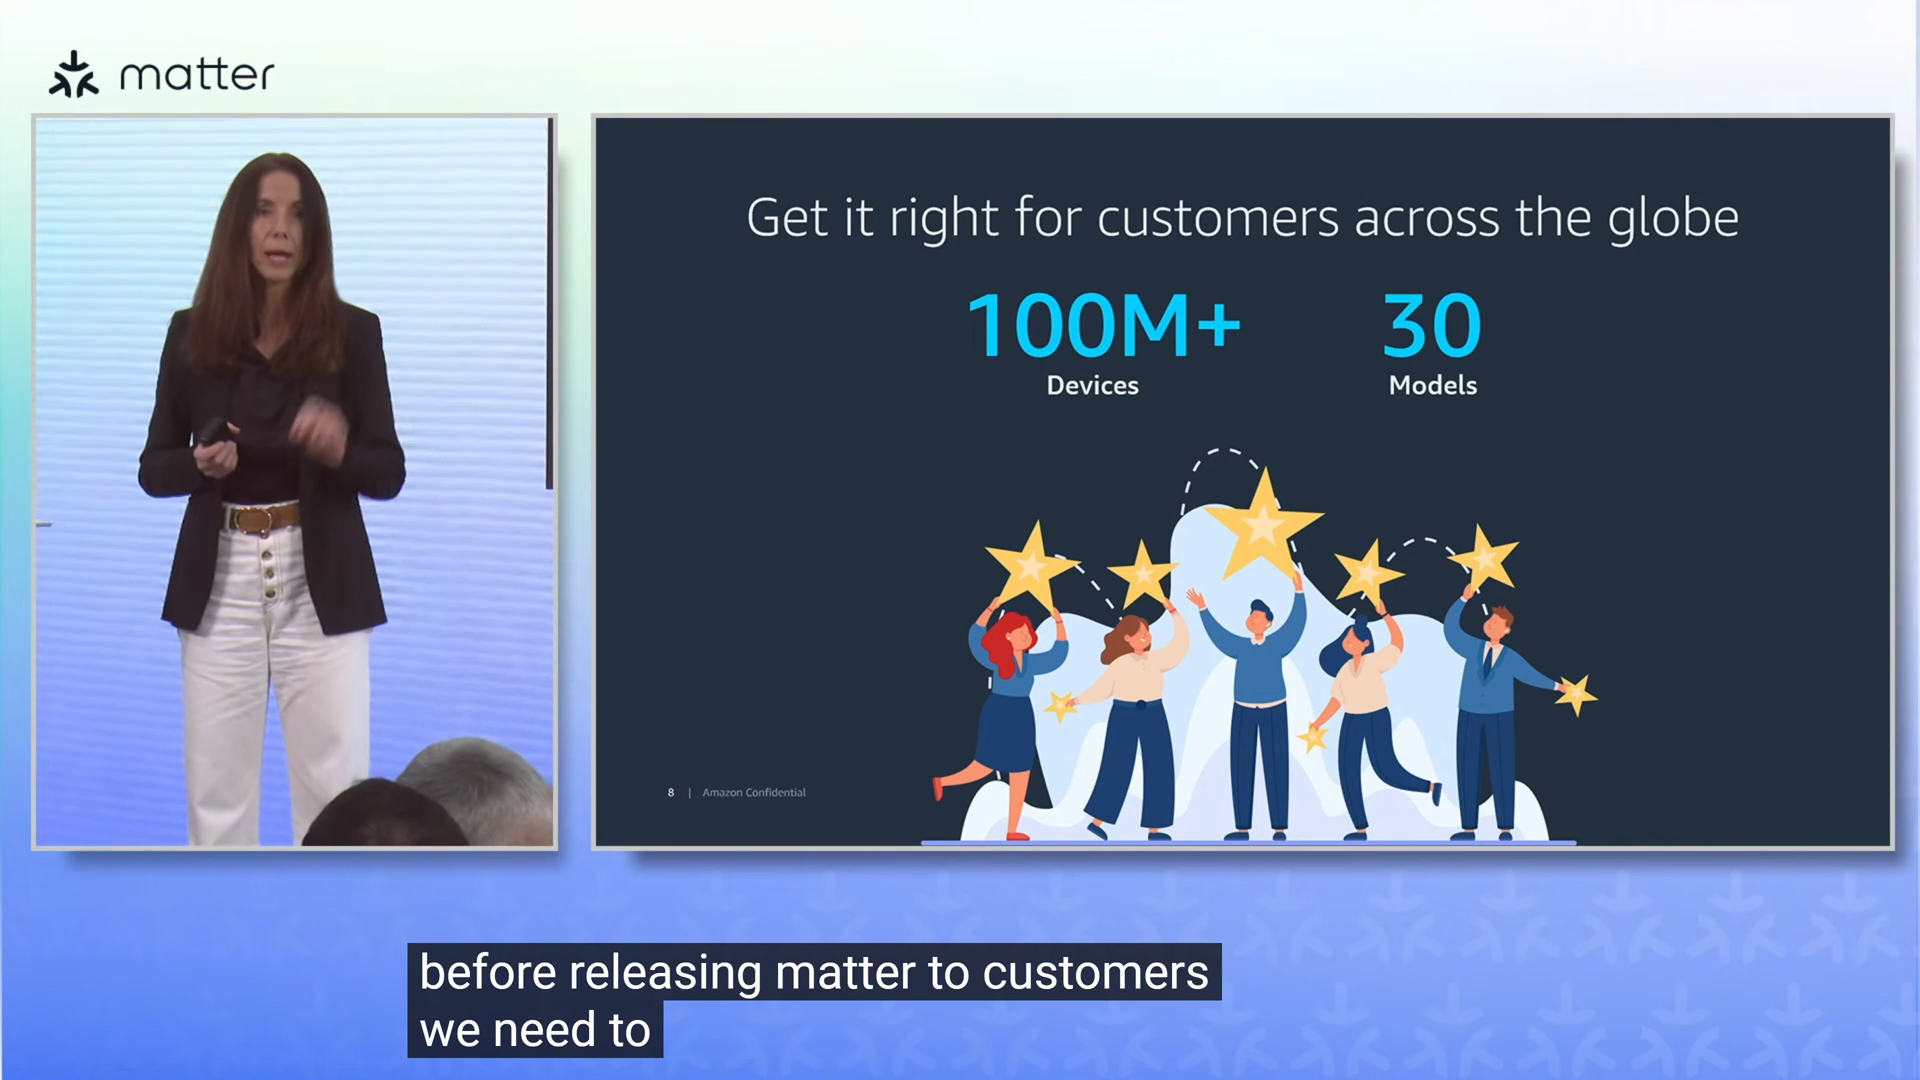 matter
Get it right for customers across the globe
100M+ 30
Devices Models
8 | Amazon Confidential
before releasing matter to customers
we need to